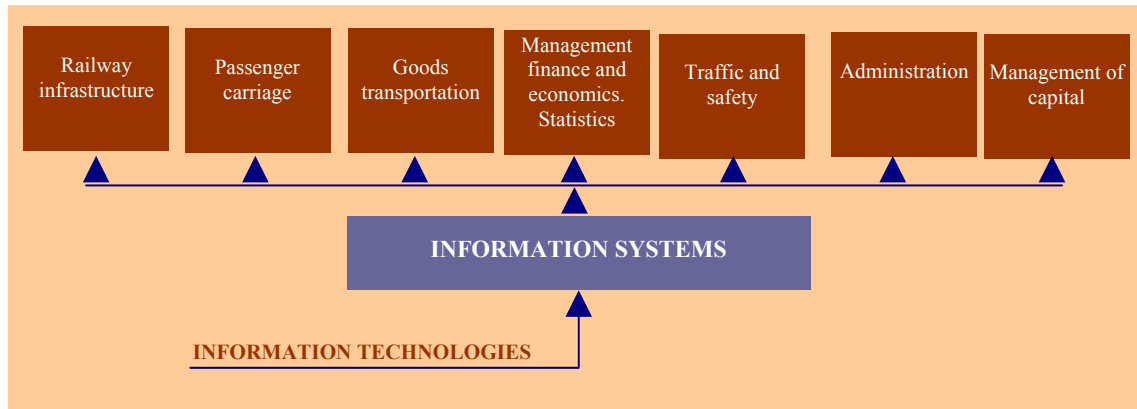 Railway
infrastructure
Passenger
carriage
Goods
transportation
Management
finance and
economics.
Statistics
Traffic and
safety
Administration
Management of
capital
INFORMATION SYSTEMS
INFORMATION TECHNOLOGIES